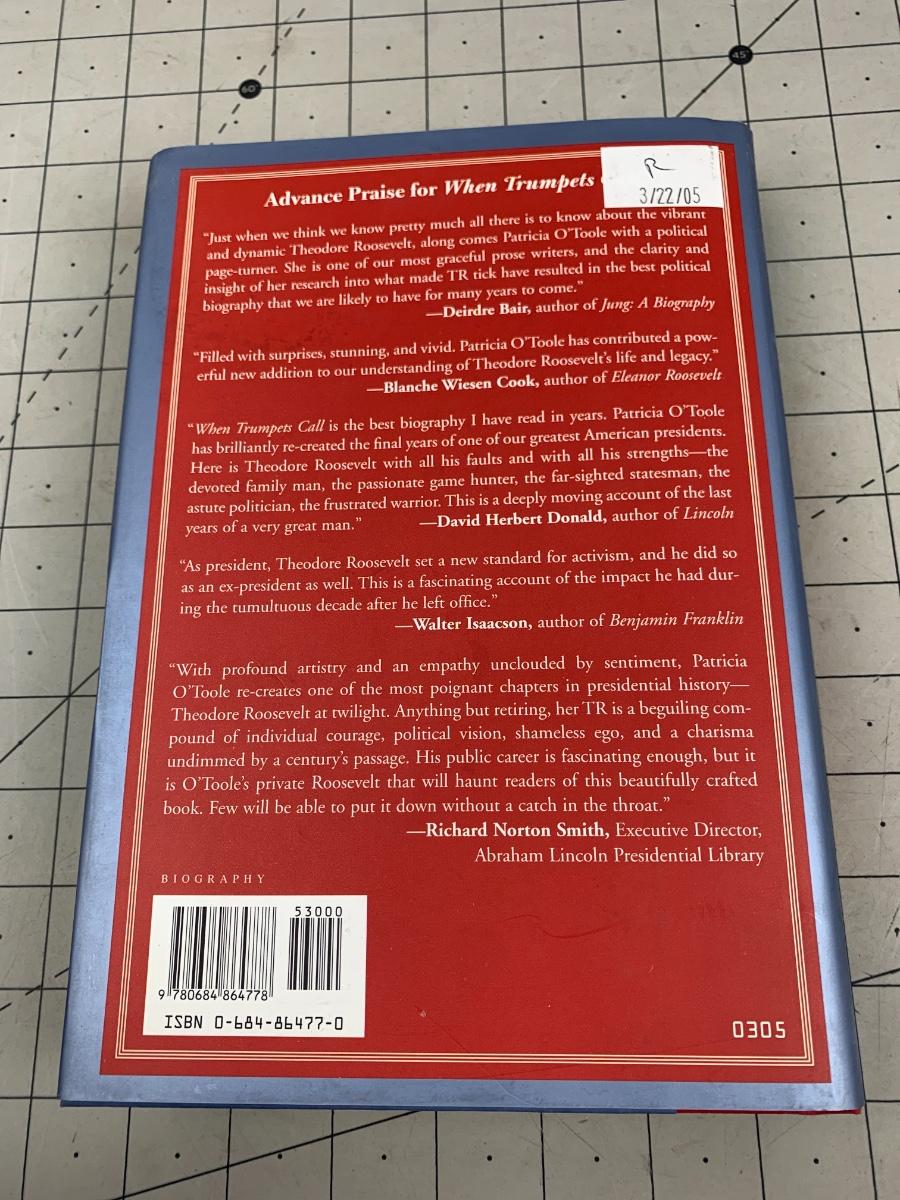 60°
45°
R
3/22/05
Advance Praise for When Trumpets
“Just when we think we know pretty much all there is to know about the vibrant
and dynamic Theodore Roosevelt, along comes Patricia O’Toole with a political
page-turner. She is one of our most graceful prose writers, and the clarity and
insight of her research into what made TR tick have resulted in the best political
biography that we are likely to have for many years to come.”
—Deirdre Bair, author of Jung: A Biography
“Filled with surprises, stunning, and vivid. Patricia O’Toole has contributed a pow-
erful new addition to our understanding of Theodore Roosevelt’s life and legacy.”
—Blanche Wiesen Cook, author of Eleanor Roosevelt
“When Trumpets Call is the best biography I have read in years. Patricia O’Toole
has brilliantly re-created the final years of one of our greatest American presidents.
Here is Theodore Roosevelt with all his faults and with all his strengths—the
devoted family man, the passionate game hunter, the far-sighted statesman, the
astute politician, the frustrated warrior. This is a deeply moving account of the last
years of a very great man.” —David Herbert Donald, author of Lincoln
“As president, Theodore Roosevelt set a new standard for activism, and he did so
as an ex-president as well. This is a fascinating account of the impact he had dur-
ing the tumultuous decade after he left office.”
—Walter Isaacson, author of Benjamin Franklin
“With profound artistry and an empathy unclouded by sentiment, Patricia
O’Toole re-creates one of the most poignant chapters in presidential history—
Theodore Roosevelt at twilight. Anything but retiring, her TR is a beguiling com-
pound of individual courage, political vision, shameless ego, and a charisma
undimmed by a century’s passage. His public career is fascinating enough, but it
is O’Toole’s private Roosevelt that will haunt readers of this beautifully crafted
book. Few will be able to put it down without a catch in the throat.”
—Richard Norton Smith, Executive Director,
Abraham Lincoln Presidential Library
BIOGRAPHY
53000
9 780684 864778
ISBN 0-684-86477-0
0305